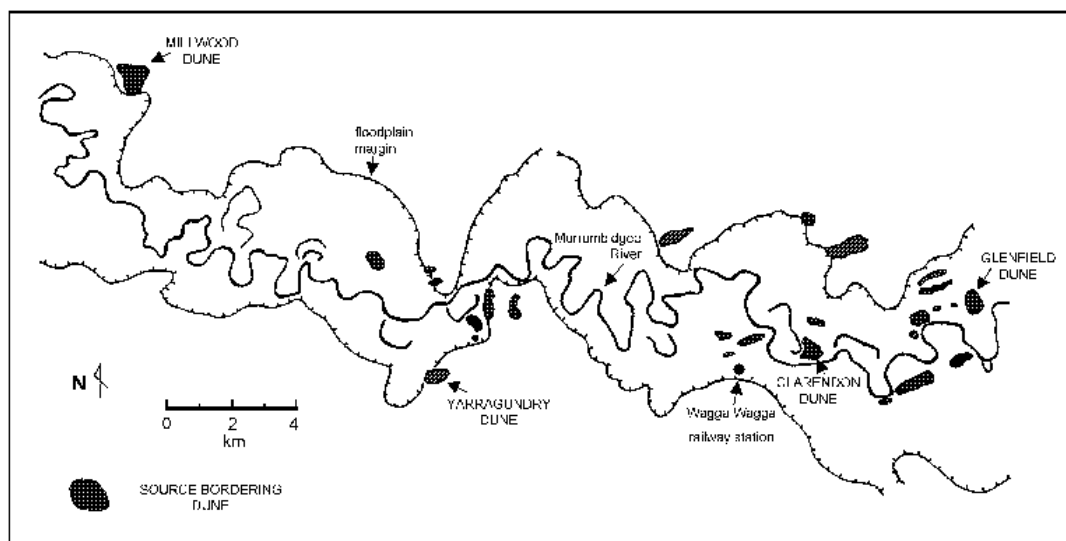 MILLWOOD
DUNE
floodplain
margin
Murrumbidgee
River
GLENFIELD
DUNE
CLARENDON
DUNE
YARRAGUNDRY
DUNE
Wagga Wagga
railway station
N
0 2 4
km
SOURCE BORDERING
DUNE